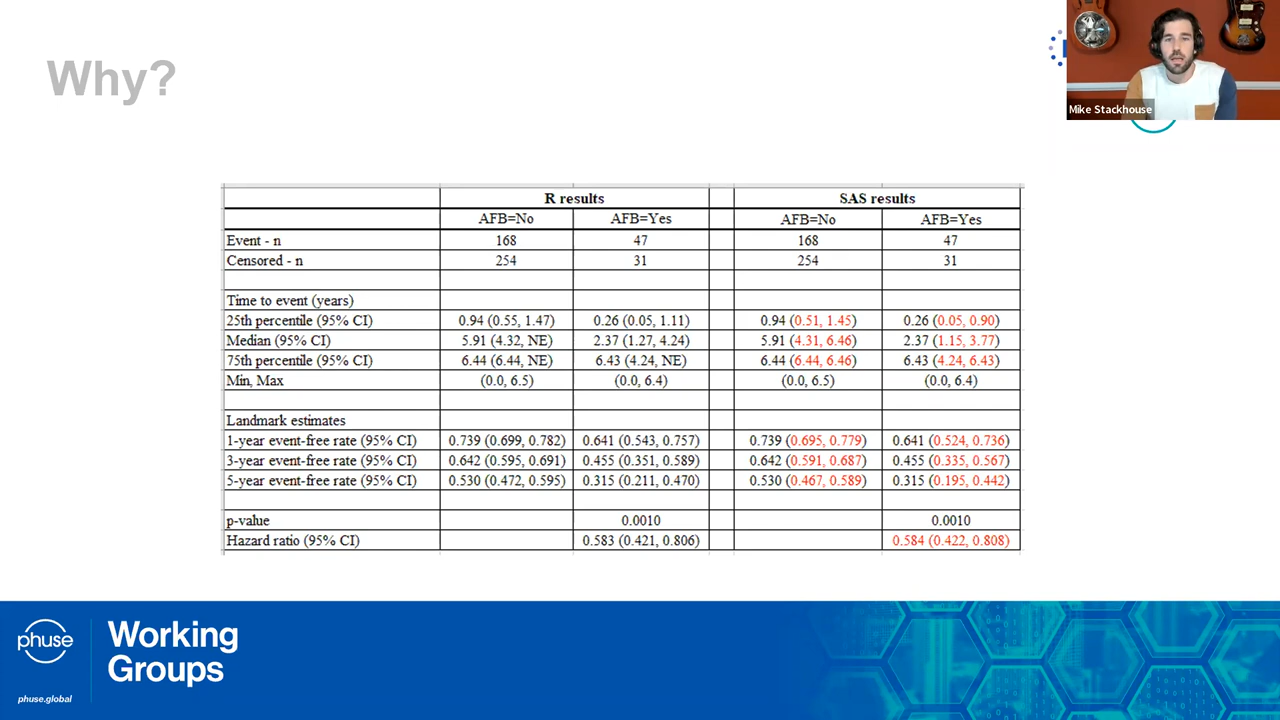 Why?
Mike Stackhouse
R results SAS results
AFB=No AFB=Yes AFB=No AFB=Yes
Event - n 168 47 168 47
Censored - n 254 31 254 31
Time to event (years)
25th percentile (95% CI) 0.94 (0.55, 1.47) 0.26 (0.05, 1.11) 0.94 (0.51, 1.45) 0.26 (0.05, 0.90)
Median (95% CI) 5.91 (4.32, NE) 2.37 (1.27, 4.24) 5.91 (4.31, 6.46) 2.37 (1.15, 3.77)
75th percentile (95% CI) 6.44 (6.44, NE) 6.43 (4.24, NE) 6.44 (6.44, 6.46) 6.43 (4.24, 6.43)
Min, Max (0.0, 6.5) (0.0, 6.4) (0.0, 6.5) (0.0, 6.4)
Landmark estimates
1-year event-free rate (95% CI) 0.739 (0.699, 0.782) 0.641 (0.543, 0.757) 0.739 (0.695, 0.779) 0.641 (0.524, 0.736)
3-year event-free rate (95% CI) 0.642 (0.595, 0.691) 0.455 (0.351, 0.589) 0.642 (0.591, 0.687) 0.455 (0.335, 0.567)
5-year event-free rate (95% CI) 0.530 (0.472, 0.595) 0.315 (0.211, 0.470) 0.530 (0.467, 0.589) 0.315 (0.195, 0.442)
p-value 0.0010 0.0010
Hazard ratio (95% CI) 0.583 (0.421, 0.806) 0.584 (0.422, 0.808)
phuse
Working
Groups
phuse.global